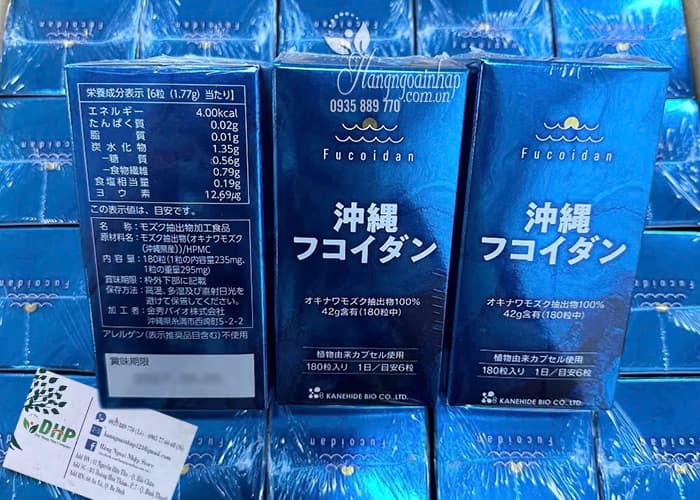 栄養成分表示【6粒(1.77g)当たり】
エネルギー 4.00kcal
たんぱく質 0.02g
脂質 0.01g
炭水化物 1.35g
―糖質 0.56g
―食物繊維 0.79g
食塩相当量 0.19g
ヨウ素 12.69μg
この表示値は、目安です。
名称:モズク抽出物加工食品
原材料名:モズク抽出物(オキナワモズク
(沖縄県産))/HPMC
内容量:180粒(1粒の内容量235mg、
1粒の重量295mg)
賞味期限:枠外下部に記載
保存方法:高温、多湿及び直射日光を
避けて保管してください。
加工者:金秀バイオ株式会社
沖縄県糸満市西崎町5-2-2
アレルゲン(表示推奨品目含む)不使用
賞味期限
Hangngoainhap
.com.vn
0935 889 770
Fucoidan
沖縄
フコイダン
オキナワモズク抽出物100%
42g含有(180粒中)
植物由来カプセル使用
180粒入り 1日/目安6粒
KANEHIDE BIO CO.,LTD.
Fucoidan
沖縄
フコイダン
オキナワモズク抽出物100%
42g含有(180粒中)
植物由来カプセル使用
180粒入り 1日/目安6粒
KANEHIDE BIO CO.,LTD.
DHP